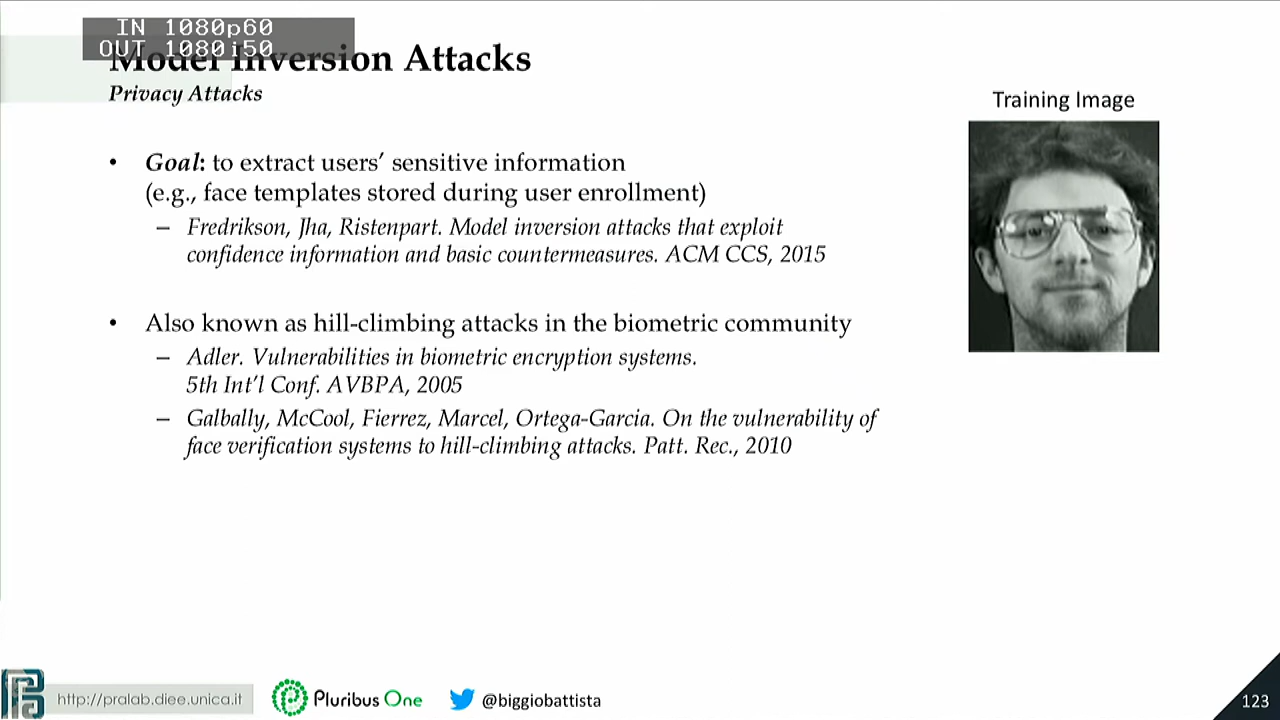 IN 1080p60
OUT 1080i50
Model Inversion Attacks
Privacy Attacks
Training Image
• Goal: to extract users’ sensitive information
(e.g., face templates stored during user enrollment)
– Fredrikson, Jha, Ristenpart. Model inversion attacks that exploit
confidence information and basic countermeasures. ACM CCS, 2015
• Also known as hill-climbing attacks in the biometric community
– Adler. Vulnerabilities in biometric encryption systems.
5th Int’l Conf. AVBPA, 2005
– Galbally, McCool, Fierrez, Marcel, Ortega-Garcia. On the vulnerability of
face verification systems to hill-climbing attacks. Patt. Rec., 2010
http://pralab.diee.unica.it
Pluribus One
@biggiobattista
123